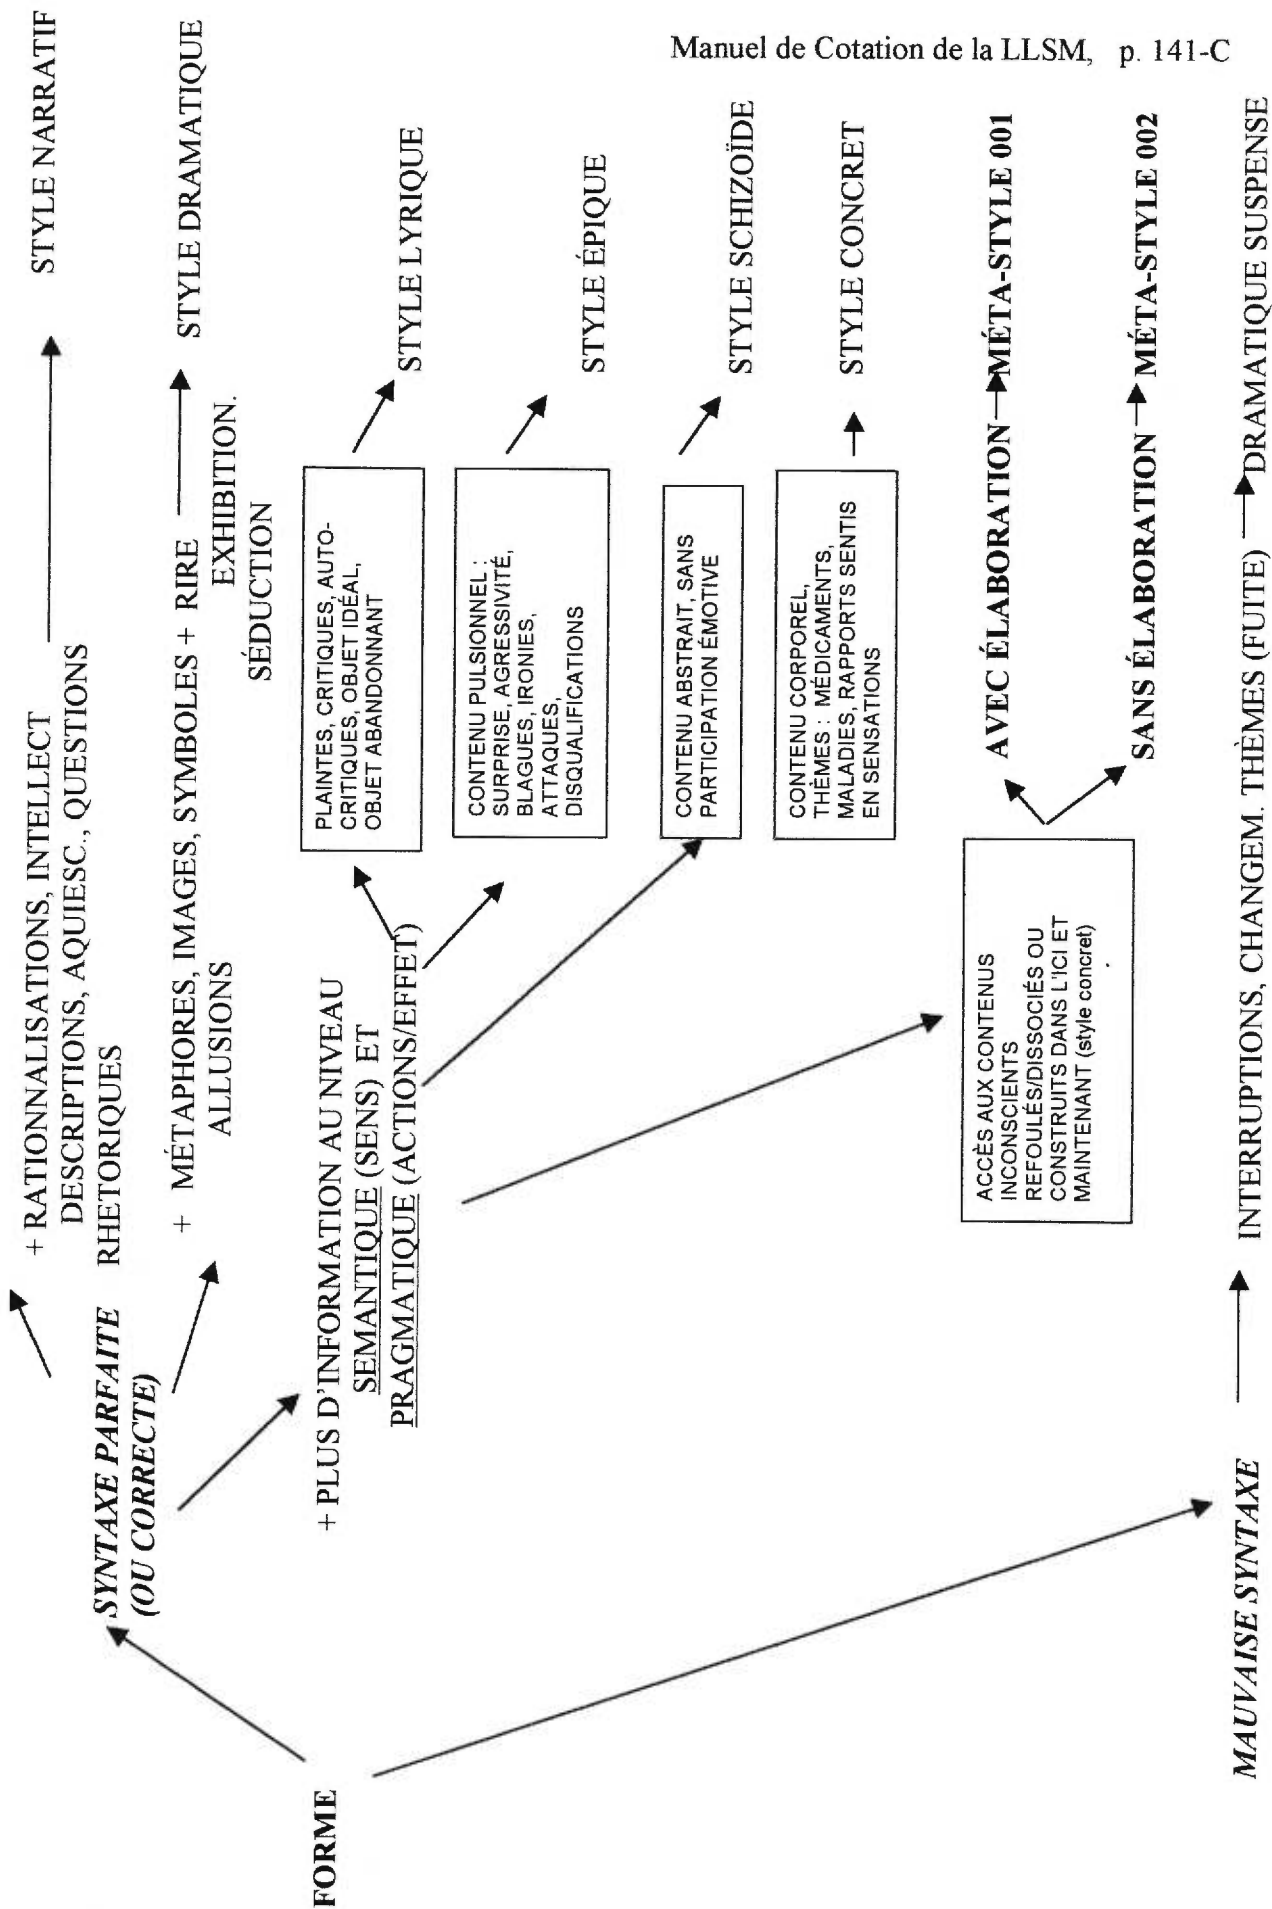 Manuel de Cotation de la LLSM, p. 141-C
FORME
SYNTAXE PARFAITE
(OU CORRECTE)
+ RATIONNALISATIONS, INTELLECT
DESCRIPTIONS, AQUIESC., QUESTIONS
RHETORIQUES
STYLE NARRATIF
+ MÉTAPHORES, IMAGES, SYMBOLES + RIRE
ALLUSIONS
EXHIBITION.
SÉDUCTION
STYLE DRAMATIQUE
+ PLUS D'INFORMATION AU NIVEAU
SEMANTIQUE (SENS) ET
PRAGMATIQUE (ACTIONS/EFFET)
PLAINTES, CRITIQUES, AUTO-
CRITIQUES, OBJET IDÉAL,
OBJET ABANDONNANT
STYLE LYRIQUE
CONTENU PULSIONNEL :
SURPRISE, AGRESSIVITÉ,
BLAGUES, IRONIES,
ATTAQUES,
DISQUALIFICATIONS
STYLE ÉPIQUE
CONTENU ABSTRAIT, SANS
PARTICIPATION ÉMOTIVE
STYLE SCHIZOÏDE
CONTENU CORPOREL,
THÈMES : MÉDICAMENTS,
MALADIES, RAPPORTS SENTIS
EN SENSATIONS
STYLE CONCRET
ACCÈS AUX CONTENUS
INCONSCIENTS
REFOULÉS/DISSOCIÉS OU
CONSTRUITS DANS L'ICI ET
MAINTENANT (style concret)
AVEC ÉLABORATION
MÉTA-STYLE 001
SANS ÉLABORATION
MÉTA-STYLE 002
MAUVAISE SYNTAXE
INTERRUPTIONS, CHANGEM. THÈMES (FUITE)
DRAMATIQUE SUSPENSE